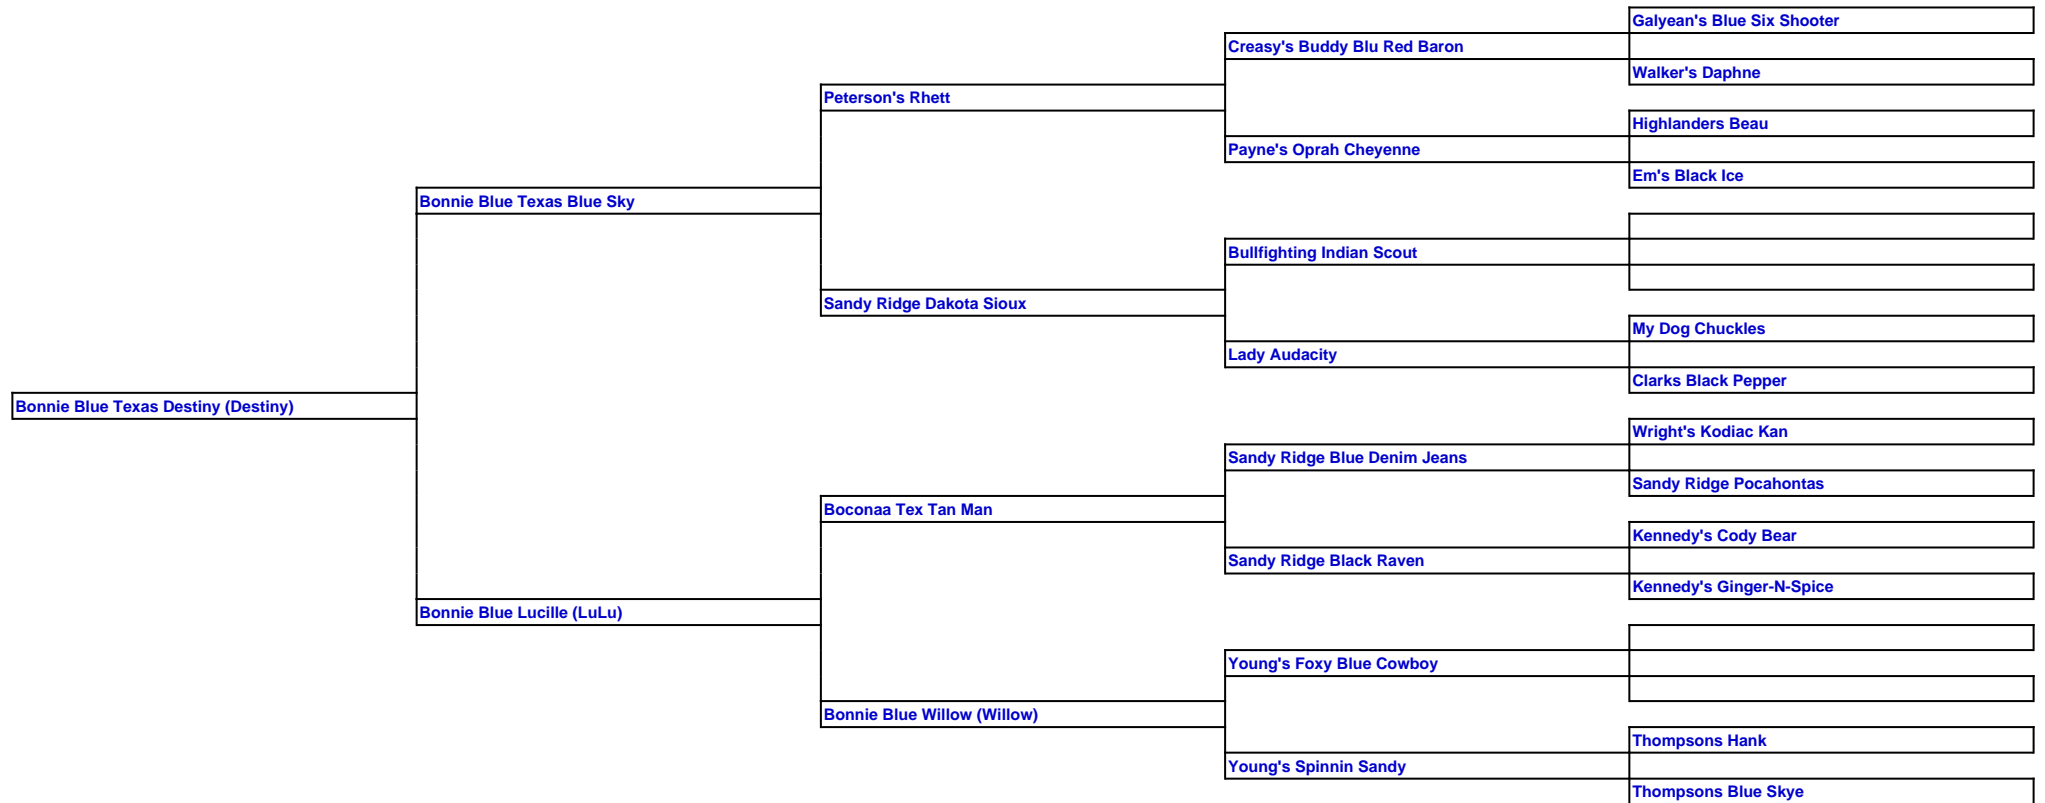 Galyean's Blue Six Shooter
Creasy's Buddy Blu Red Baron
Walker's Daphne
Peterson's Rhett
Highlanders Beau
Payne's Oprah Cheyenne
Em's Black Ice
Bonnie Blue Texas Blue Sky
Bullfighting Indian Scout
Sandy Ridge Dakota Sioux
My Dog Chuckles
Lady Audacity
Clarks Black Pepper
Bonnie Blue Texas Destiny (Destiny)
Wright's Kodiac Kan
Sandy Ridge Blue Denim Jeans
Sandy Ridge Pocahontas
Boconaa Tex Tan Man
Kennedy's Cody Bear
Sandy Ridge Black Raven
Kennedy's Ginger-N-Spice
Bonnie Blue Lucille (LuLu)
Young's Foxy Blue Cowboy
Bonnie Blue Willow (Willow)
Thompsons Hank
Young's Spinnin Sandy
Thompsons Blue Skye